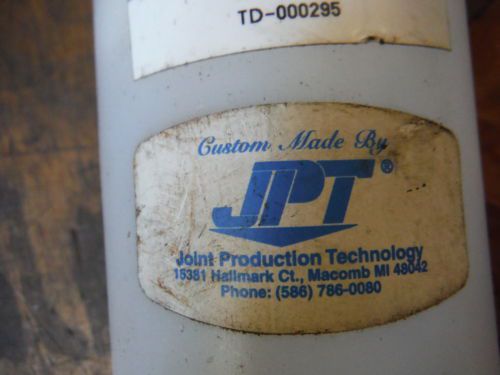 TD-000295
Custom Made By
JPT®
Joint Production Technology
15381 Hallmark Ct., Macomb MI 48042
Phone: (586) 786-0080